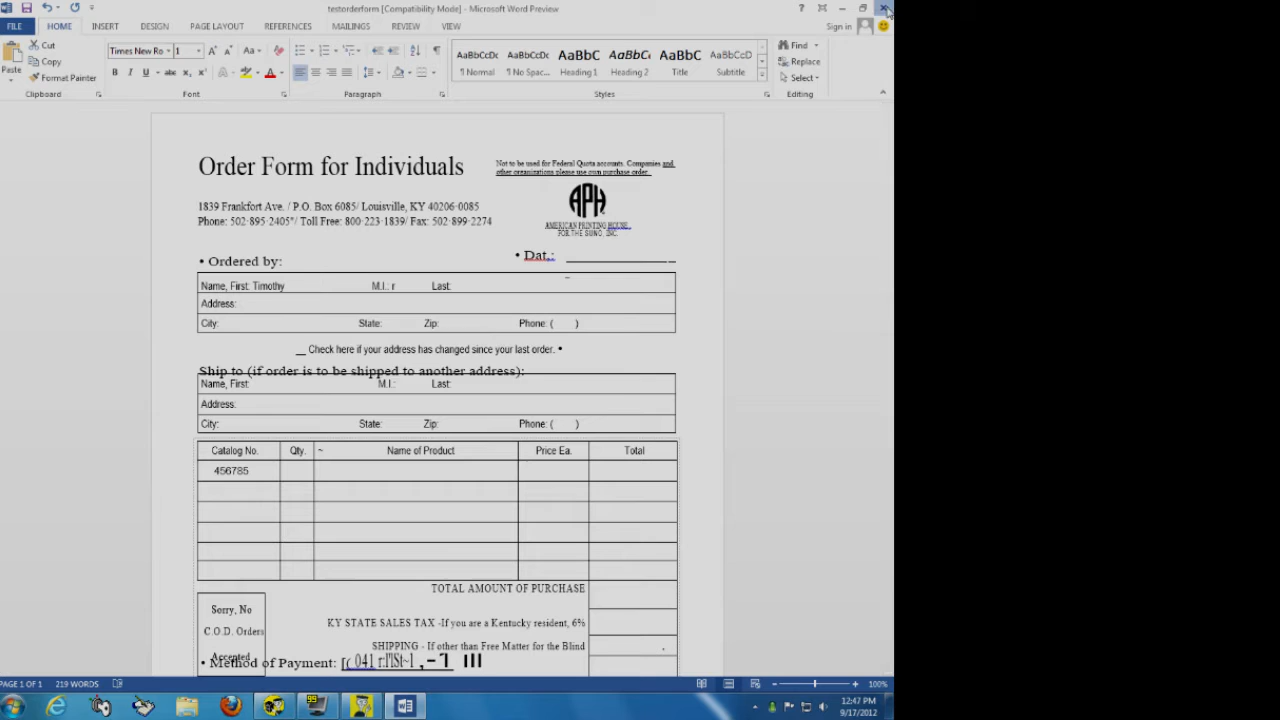 testorderform [Compatibility Mode] - Microsoft Word Preview
Sign in
FILE HOME INSERT DESIGN PAGE LAYOUT REFERENCES MAILINGS REVIEW VIEW
Paste
Cut
Copy
Format Painter
Clipboard
Times New Ro 1
Font
Paragraph
AaBbCcDc AaBbCcDc AaBbC AaBbCc AaBbC AaBbCcD
¶ Normal ¶ No Spac... Heading 1 Heading 2 Title Subtitle
Styles
Find
Replace
Select
Editing
Order Form for Individuals
Not to be used for Federal Quota accounts. Companies and
other organizations please use own purchase order.
1839 Frankfort Ave. / P.O. Box 6085/ Louisville, KY 40206-0085
Phone: 502-895-2405"/ Toll Free: 800-223-1839/ Fax: 502-899-2274
APH
AMERICAN PRINTING HOUSE
FOR THE SUNO, INC.
• Ordered by:
• Dat,:
Name, First: Timothy M.I.: r Last:
Address:
City: State: Zip: Phone: ( )
__ Check here if your address has changed since your last order. •
Ship to (if order is to be shipped to another address):
Name, First: M.I.: Last:
Address:
City: State: Zip: Phone: ( )
Catalog No. Qty. ~ Name of Product Price Ea. Total
456785
TOTAL AMOUNT OF PURCHASE
Sorry, No
C.O.D. Orders
Accepted
KY STATE SALES TAX -If you are a Kentucky resident, 6%
SHIPPING - If other than Free Matter for the Blind
• Method of Payment:
PAGE 1 OF 1 219 WORDS
100%
12:47 PM
9/17/2012